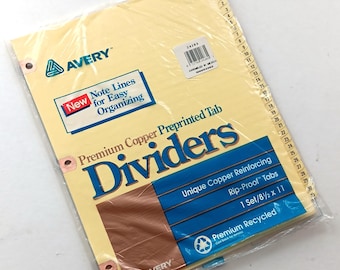 AVERY
New
Note Lines
for Easy
Organizing
Premium Copper Preprinted Tab
Dividers
Unique Copper Reinforcing
Rip-Proof™ Tabs
1 Set/8½ x 11
Premium Recycled
AVERY